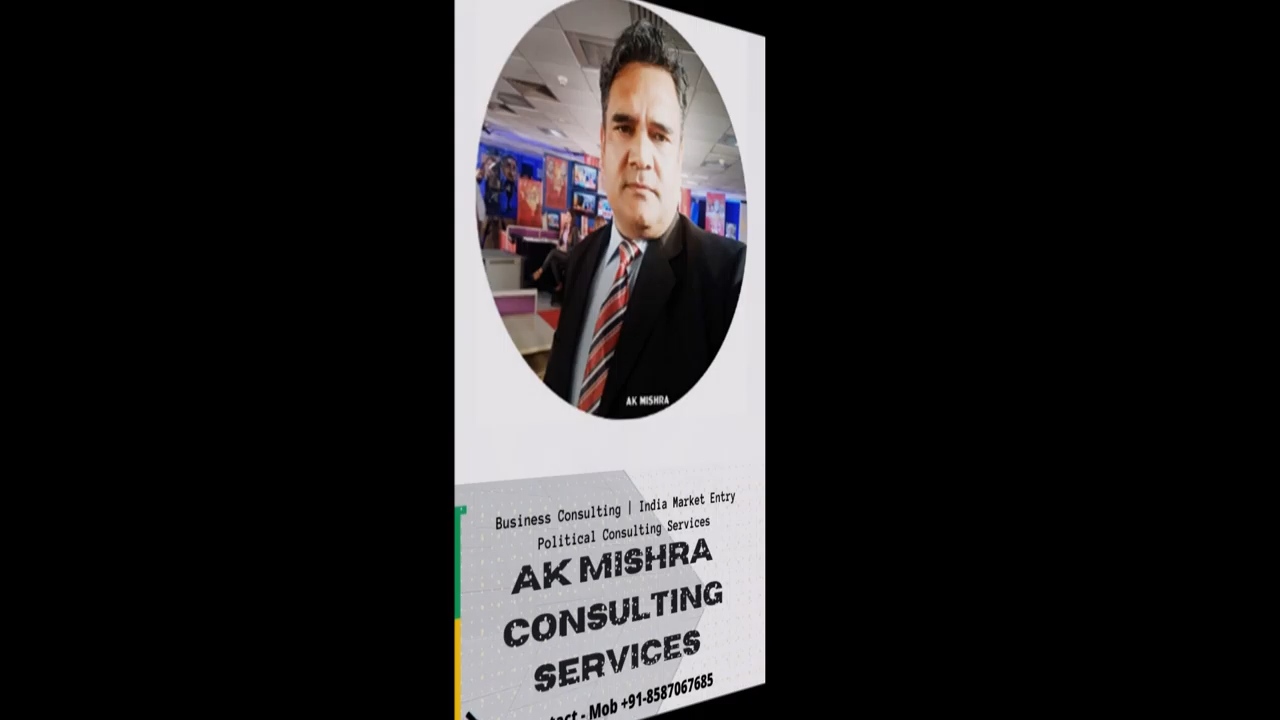 AK MISHRA
Business Consulting | India Market Entry
Political Consulting Services
AK MISHRA
CONSULTING
SERVICES
- Mob +91-8587067685